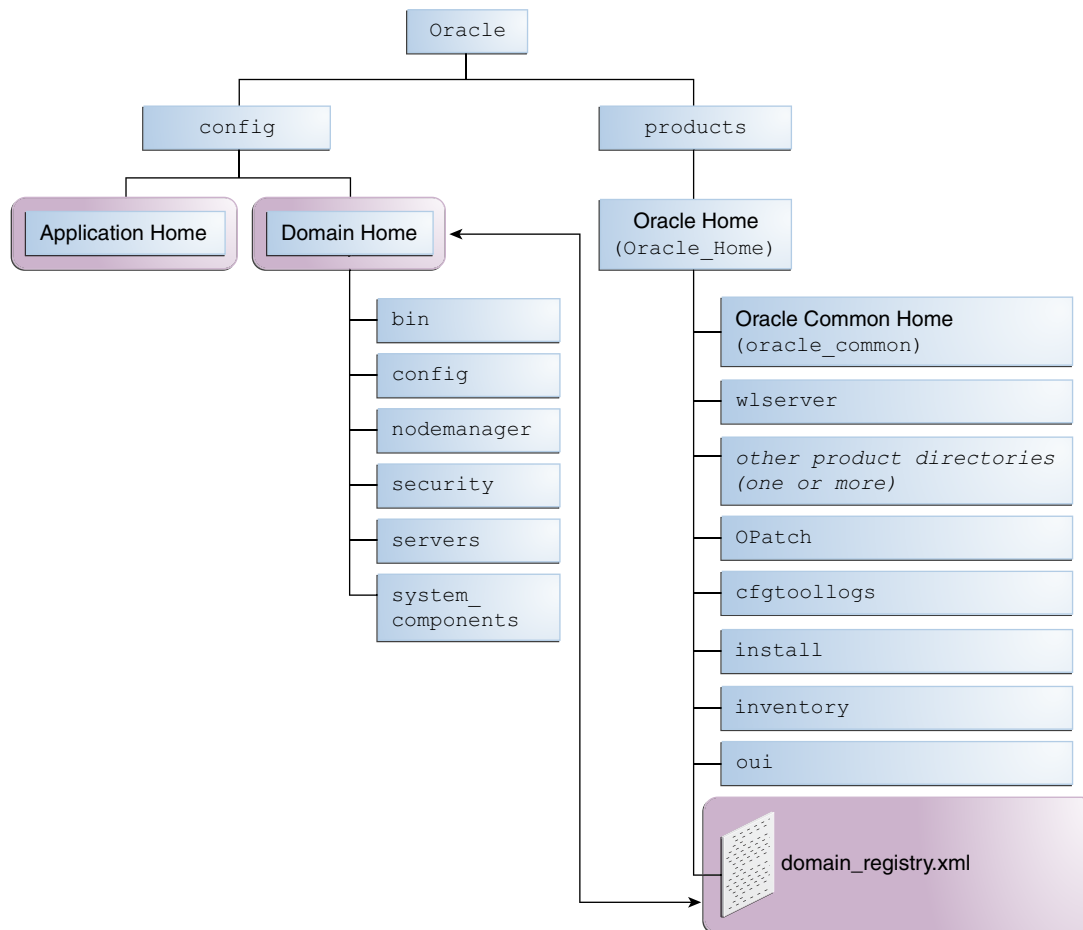 Oracle
config
products
Application Home
Domain Home
Oracle Home
(Oracle_Home)
bin
config
nodemanager
security
servers
system_
components
Oracle Common Home
(oracle_common)
wlserver
other product directories
(one or more)
OPatch
cfgtoollogs
install
inventory
oui
domain_registry.xml